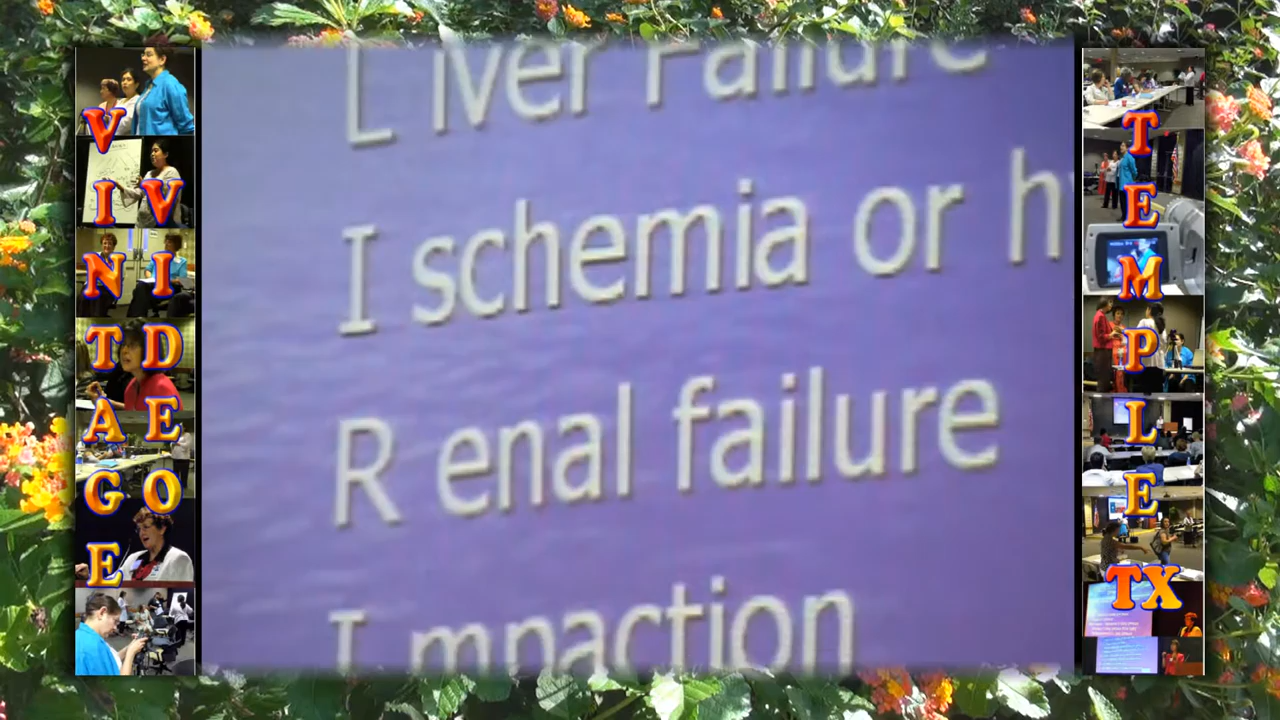 L iver Failure
I schemia or h
R enal failure
I mpaction
VINTAGE
VIDEO
TEMPLE
TX